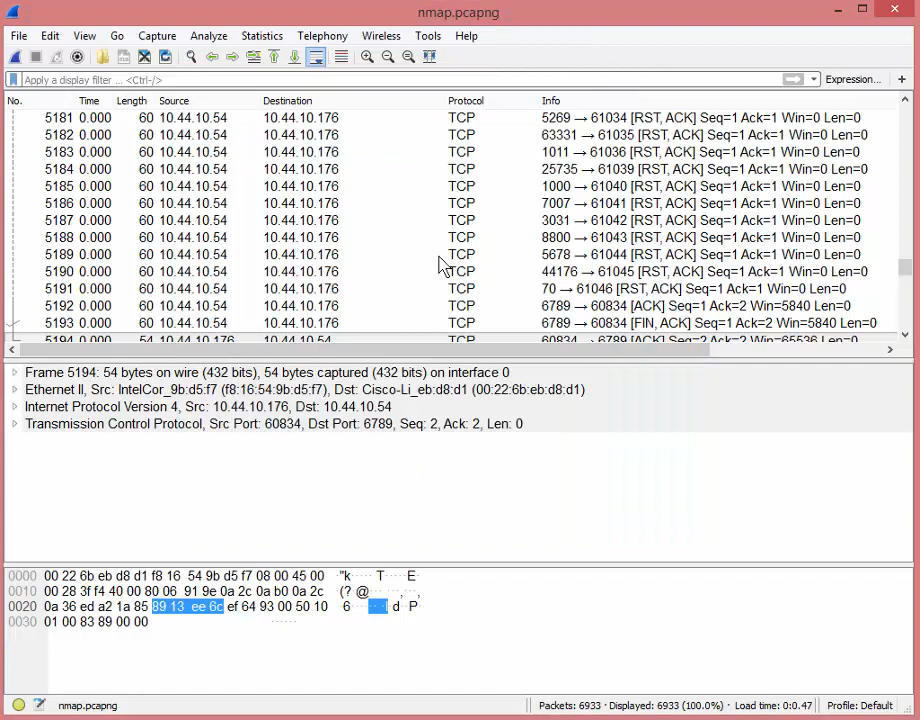 nmap.pcapng
File Edit View Go Capture Analyze Statistics Telephony Wireless Tools Help
Apply a display filter ... <Ctrl-/> Expression... +
No. Time Length Source Destination Protocol Info
5181 0.000 60 10.44.10.54 10.44.10.176 TCP 5269 → 61034 [RST, ACK] Seq=1 Ack=1 Win=0 Len=0
5182 0.000 60 10.44.10.54 10.44.10.176 TCP 63331 → 61035 [RST, ACK] Seq=1 Ack=1 Win=0 Len=0
5183 0.000 60 10.44.10.54 10.44.10.176 TCP 1011 → 61036 [RST, ACK] Seq=1 Ack=1 Win=0 Len=0
5184 0.000 60 10.44.10.54 10.44.10.176 TCP 25735 → 61039 [RST, ACK] Seq=1 Ack=1 Win=0 Len=0
5185 0.000 60 10.44.10.54 10.44.10.176 TCP 1000 → 61040 [RST, ACK] Seq=1 Ack=1 Win=0 Len=0
5186 0.000 60 10.44.10.54 10.44.10.176 TCP 7007 → 61041 [RST, ACK] Seq=1 Ack=1 Win=0 Len=0
5187 0.000 60 10.44.10.54 10.44.10.176 TCP 3031 → 61042 [RST, ACK] Seq=1 Ack=1 Win=0 Len=0
5188 0.000 60 10.44.10.54 10.44.10.176 TCP 8800 → 61043 [RST, ACK] Seq=1 Ack=1 Win=0 Len=0
5189 0.000 60 10.44.10.54 10.44.10.176 TCP 5678 → 61044 [RST, ACK] Seq=1 Ack=1 Win=0 Len=0
5190 0.000 60 10.44.10.54 10.44.10.176 TCP 44176 → 61045 [RST, ACK] Seq=1 Ack=1 Win=0 Len=0
5191 0.000 60 10.44.10.54 10.44.10.176 TCP 70 → 61046 [RST, ACK] Seq=1 Ack=1 Win=0 Len=0
5192 0.000 60 10.44.10.54 10.44.10.176 TCP 6789 → 60834 [ACK] Seq=1 Ack=2 Win=5840 Len=0
5193 0.000 60 10.44.10.54 10.44.10.176 TCP 6789 → 60834 [FIN, ACK] Seq=1 Ack=2 Win=5840 Len=0
5194 0.000 54 10.44.10.176 10.44.10.54 TCP 60834 → 6789 [ACK] Seq=2 Ack=2 Win=65536 Len=0
Frame 5194: 54 bytes on wire (432 bits), 54 bytes captured (432 bits) on interface 0
Ethernet II, Src: IntelCor_9b:d5:f7 (f8:16:54:9b:d5:f7), Dst: Cisco-Li_eb:d8:d1 (00:22:6b:eb:d8:d1)
Internet Protocol Version 4, Src: 10.44.10.176, Dst: 10.44.10.54
Transmission Control Protocol, Src Port: 60834, Dst Port: 6789, Seq: 2, Ack: 2, Len: 0
0000 00 22 6b eb d8 d1 f8 16 54 9b d5 f7 08 00 45 00 "k····· T·····E·
0010 00 28 3f f4 40 00 80 06 91 9e 0a 2c 0a b0 0a 2c (?·@······,···,
0020 0a 36 ed a2 1a 85 89 13 ee 6c ef 64 93 00 50 10 6·······l d P
0030 01 00 83 89 00 00 ······
nmap.pcapng Packets: 6933 · Displayed: 6933 (100.0%) · Load time: 0:0.47 Profile: Default